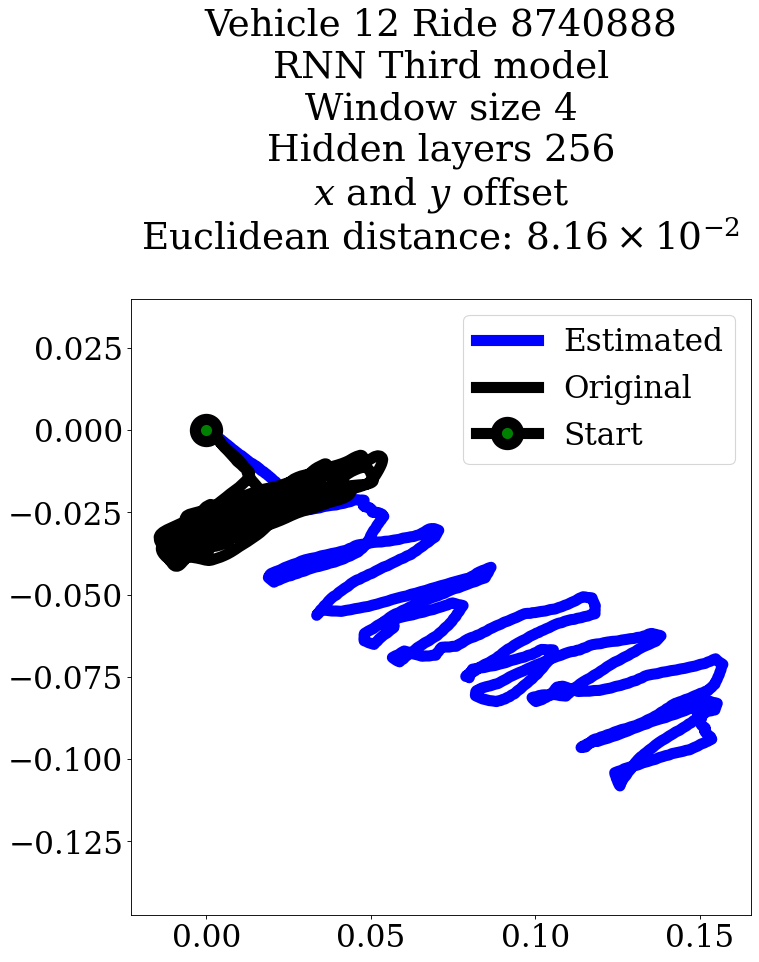 Vehicle 12 Ride 8740888
RNN Third model
Window size 4
Hidden layers 256
x and y offset
Euclidean distance: 8.16 × 10⁻²
Estimated
Original
Start
0.025
0.000
−0.025
−0.050
−0.075
−0.100
−0.125
0.00 0.05 0.10 0.15